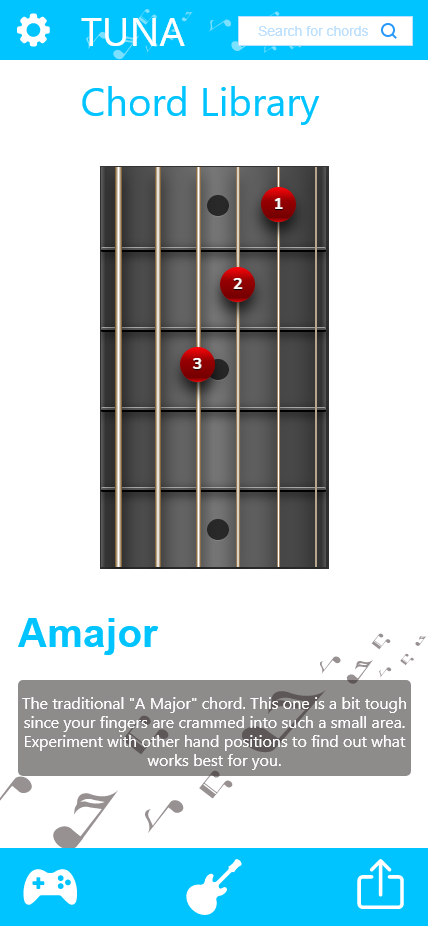 TUNA
Search for chords
Chord Library
1
2
3
Amajor
The traditional "A Major" chord. This one is a bit tough
since your fingers are crammed into such a small area.
Experiment with other hand positions to find out what
works best for you.